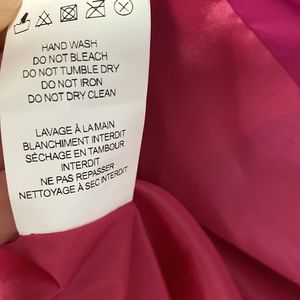 HAND WASH
DO NOT BLEACH
DO NOT TUMBLE DRY
DO NOT IRON
DO NOT DRY CLEAN
LAVAGE À LA MAIN
BLANCHIMENT INTERDIT
SÉCHAGE EN TAMBOUR
INTERDIT
NE PAS REPASSER
NETTOYAGE À SEC INTERDIT